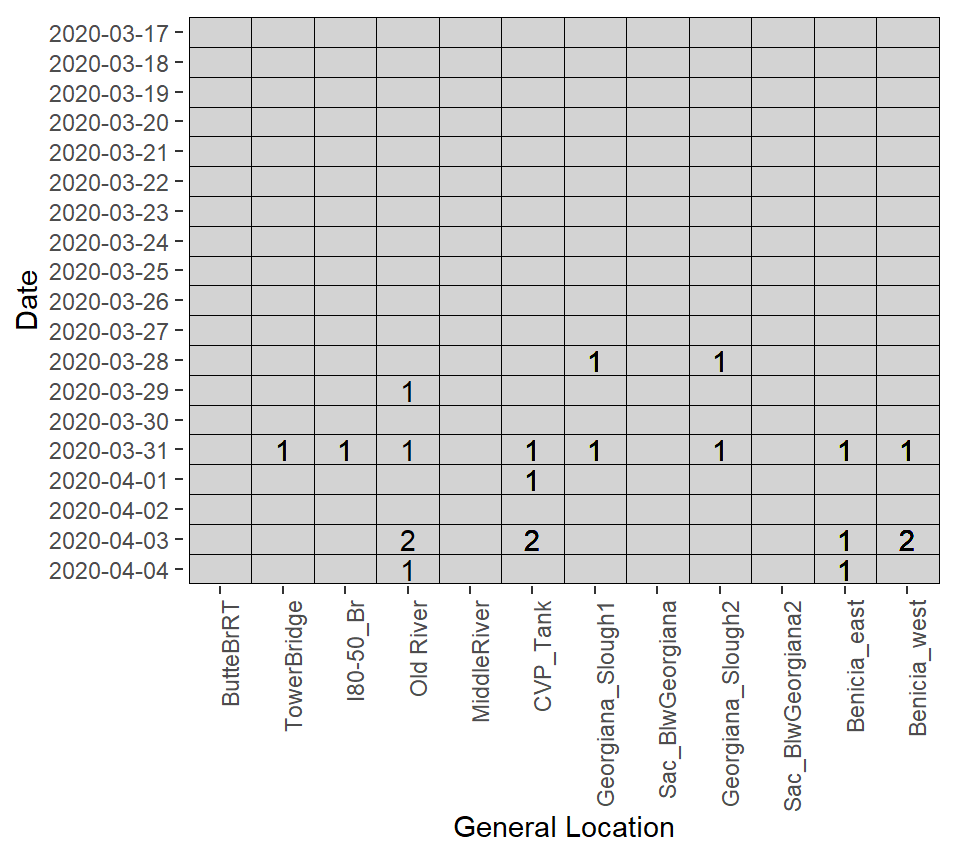 2020-03-17
2020-03-18
2020-03-19
2020-03-20
2020-03-21
2020-03-22
2020-03-23
2020-03-24
2020-03-25
2020-03-26
2020-03-27
2020-03-28 1 1
2020-03-29 1
2020-03-30
2020-03-31 1 1 1 1 1 1 1 1
2020-04-01 1
2020-04-02
2020-04-03 2 2 1 2
2020-04-04 1 1
Date
ButteBrRT
TowerBridge
I80-50_Br
Old River
MiddleRiver
CVP_Tank
Georgiana_Slough1
Sac_BlwGeorgiana
Georgiana_Slough2
Sac_BlwGeorgiana2
Benicia_east
Benicia_west
General Location